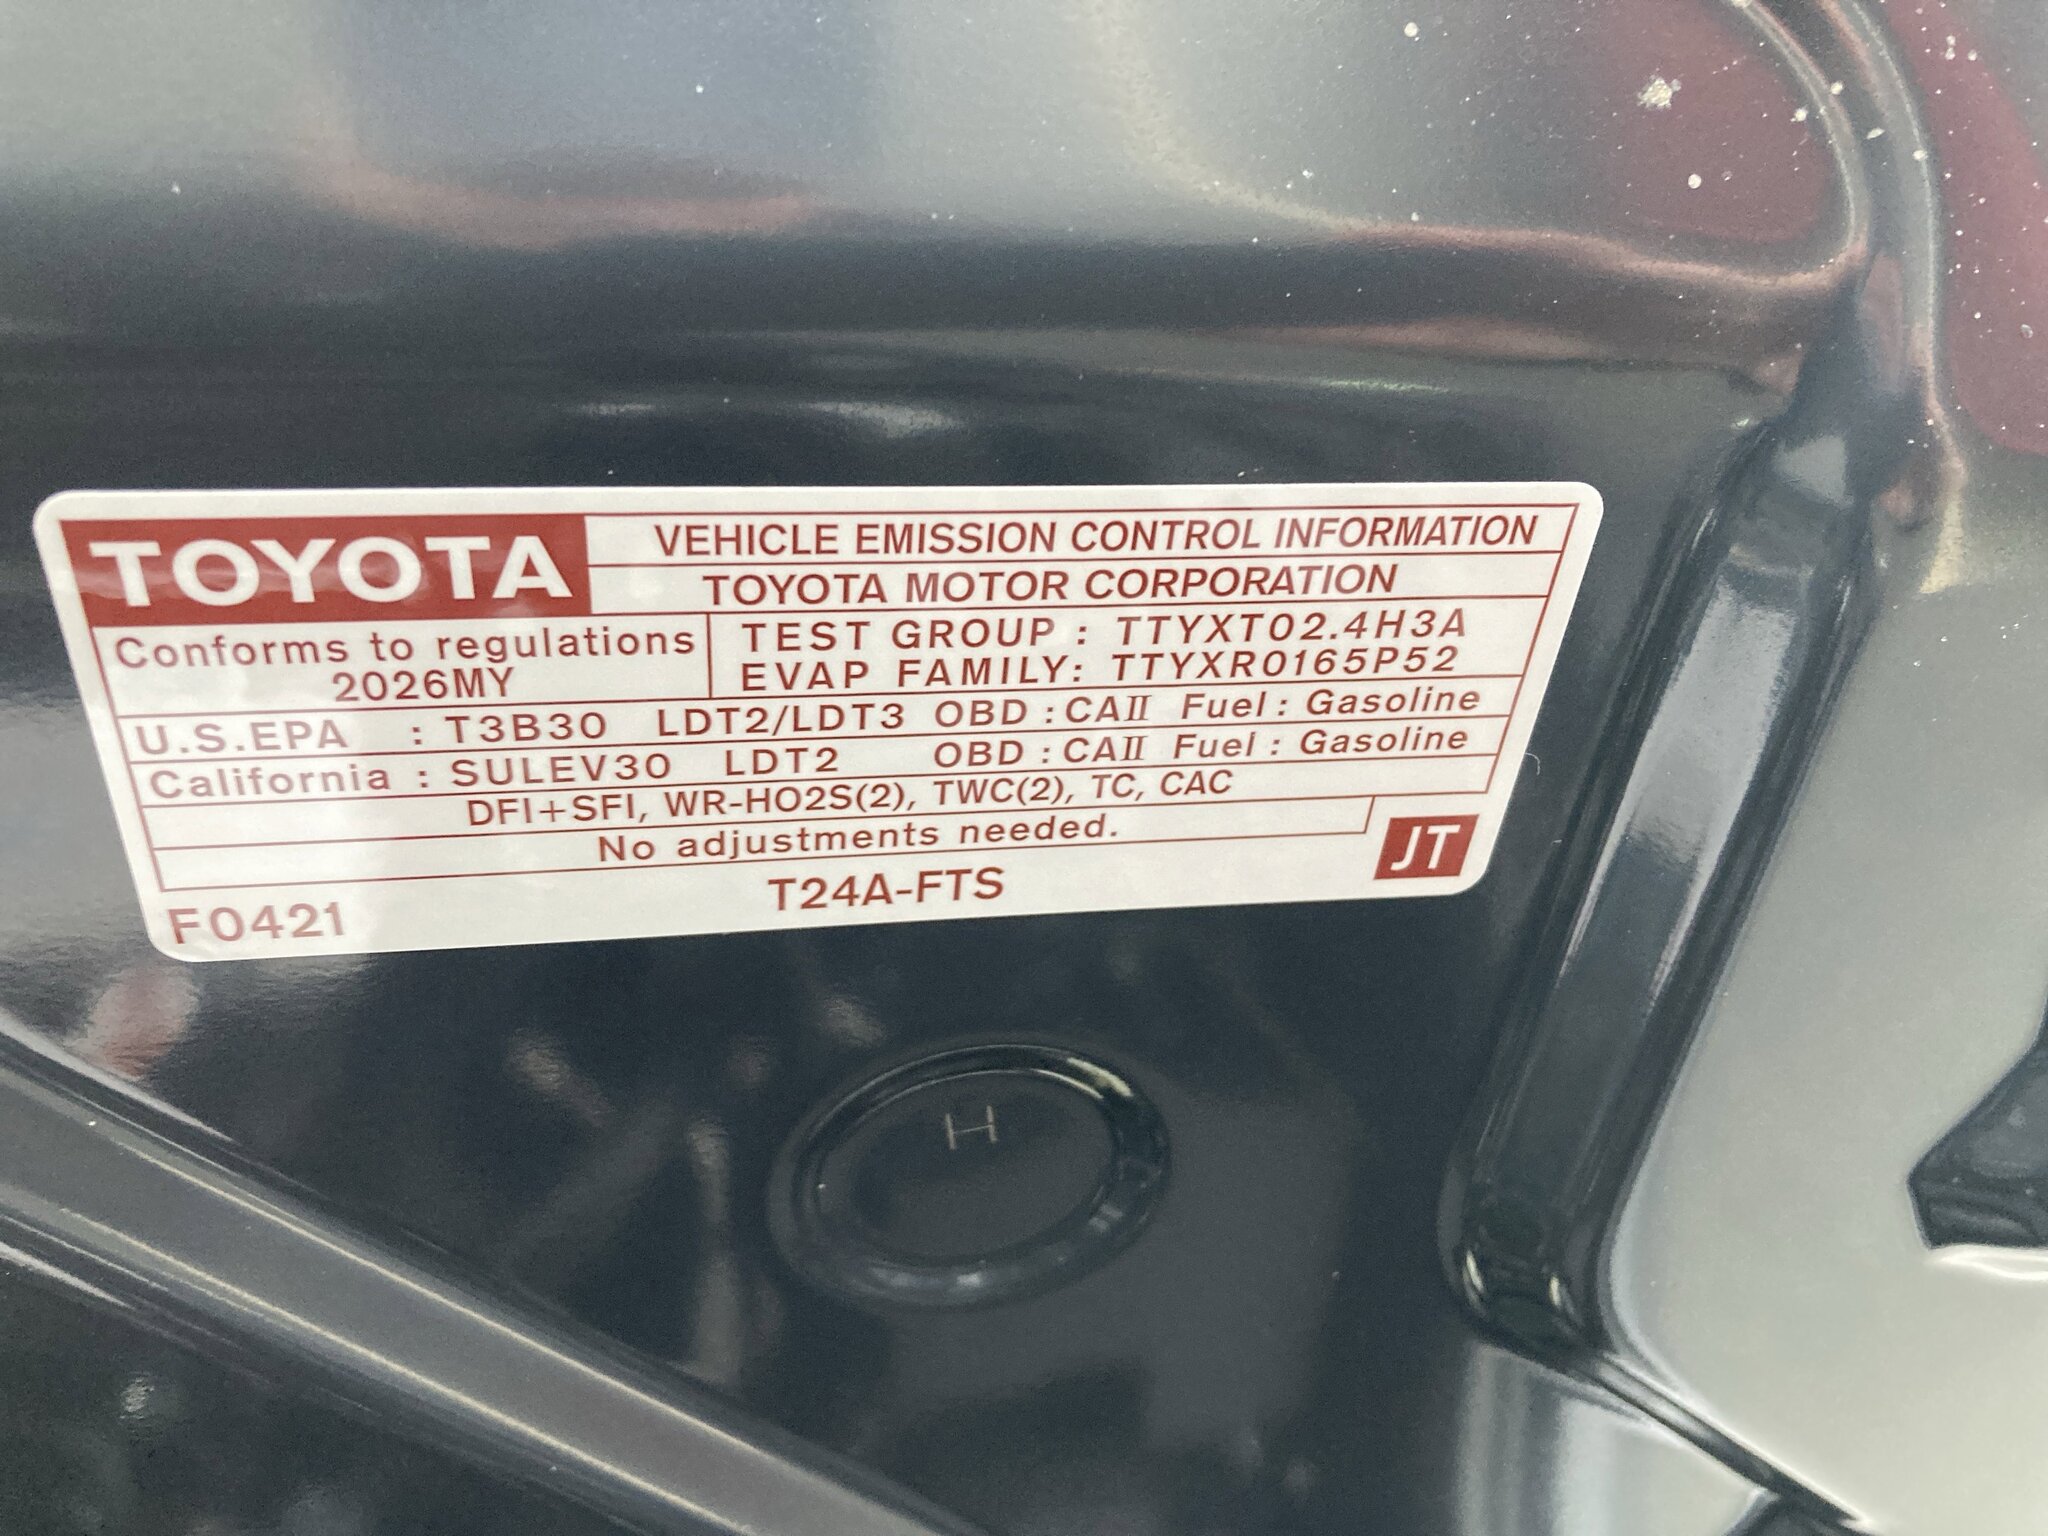 TOYOTA
VEHICLE EMISSION CONTROL INFORMATION
TOYOTA MOTOR CORPORATION
Conforms to regulations
2026MY
TEST GROUP : TTYXT02.4H3A
EVAP FAMILY: TTYXR0165P52
U.S.EPA : T3B30 LDT2/LDT3 OBD : CAⅡ Fuel : Gasoline
California : SULEV30 LDT2 OBD : CAⅡ Fuel : Gasoline
DFI+SFI, WR-HO2S(2), TWC(2), TC, CAC
No adjustments needed.
JT
T24A-FTS
F0421
H